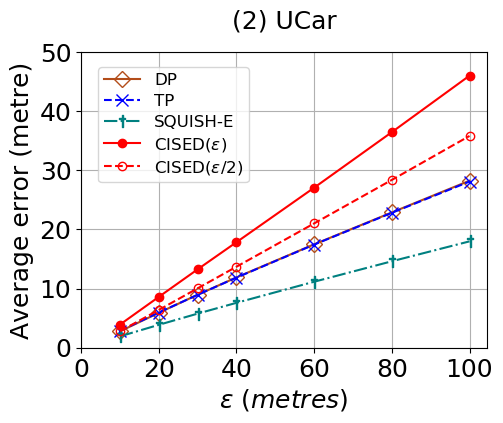 (2) UCar
Average error (metre)
50
40
30
20
10
0
DP
TP
SQUISH-E
CISED(ε)
CISED(ε/2)
0 20 40 60 80 100
ε (metres)